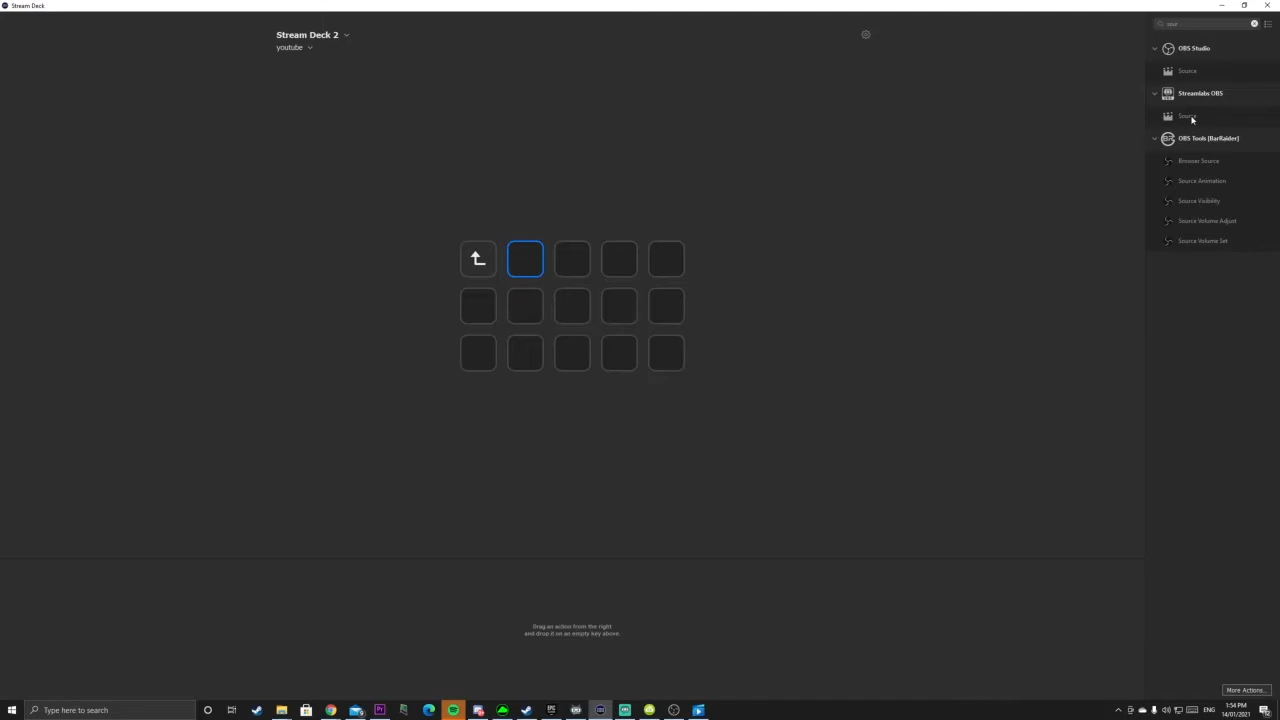 Stream Deck
Stream Deck 2
youtube
sour
OBS Studio
Source
Streamlabs OBS
Source
OBS Tools [BarRaider]
Browser Source
Source Animation
Source Visibility
Source Volume Adjust
Source Volume Set
Drag an action from the right
and drop it on an empty key above.
More Actions...
Type here to search
ENG
1:54 PM
14/01/2021